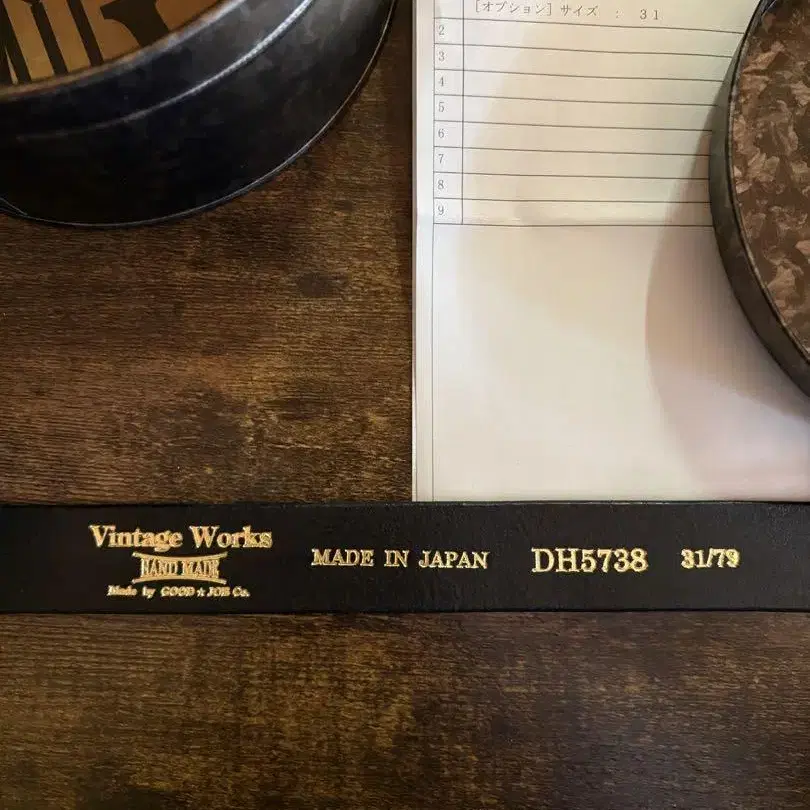 [オプション] サイズ : 31
2
3
4
5
6
7
8
9
Vintage Works
HAND MADE
Made by GOOD★JOB Co.
MADE IN JAPAN
DH5738
31/79